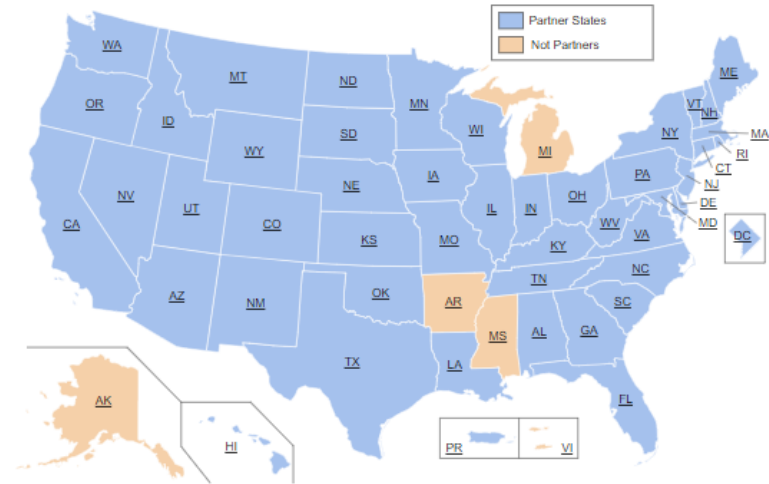 Partner States
Not Partners
WA
MT
ND
MN
ME
VT
NH
OR
ID
SD
WI
NY
MA
WY
MI
RI
CT
NE
IA
PA
NJ
NV
UT
CO
IL
IN
OH
DE
CA
KS
MO
WV
MD
VA
DC
KY
AZ
NM
OK
AR
TN
NC
SC
MS
AL
GA
TX
LA
AK
FL
HI
PR
VI